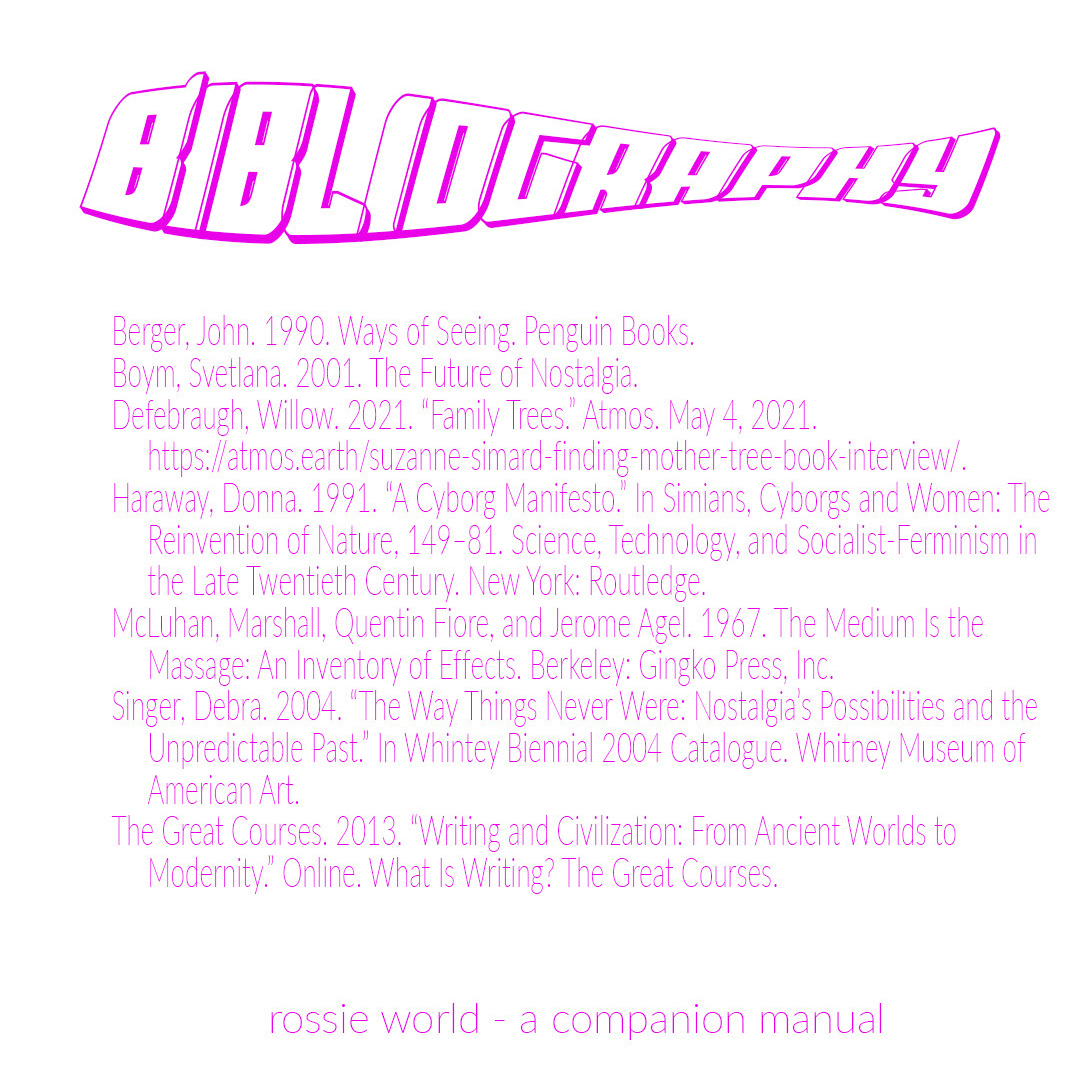 BIBLIOGRAPHY
Berger, John. 1990. Ways of Seeing. Penguin Books.
Boym, Svetlana. 2001. The Future of Nostalgia.
Defebraugh, Willow. 2021. “Family Trees.” Atmos. May 4, 2021.
https://atmos.earth/suzanne-simard-finding-mother-tree-book-interview/.
Haraway, Donna. 1991. “A Cyborg Manifesto.” In Simians, Cyborgs and Women: The
Reinvention of Nature, 149–81. Science, Technology, and Socialist-Ferminism in
the Late Twentieth Century. New York: Routledge.
McLuhan, Marshall, Quentin Fiore, and Jerome Agel. 1967. The Medium Is the
Massage: An Inventory of Effects. Berkeley: Gingko Press, Inc.
Singer, Debra. 2004. “The Way Things Never Were: Nostalgia’s Possibilities and the
Unpredictable Past.” In Whintey Biennial 2004 Catalogue. Whitney Museum of
American Art.
The Great Courses. 2013. “Writing and Civilization: From Ancient Worlds to
Modernity.” Online. What Is Writing? The Great Courses.
rossie world - a companion manual